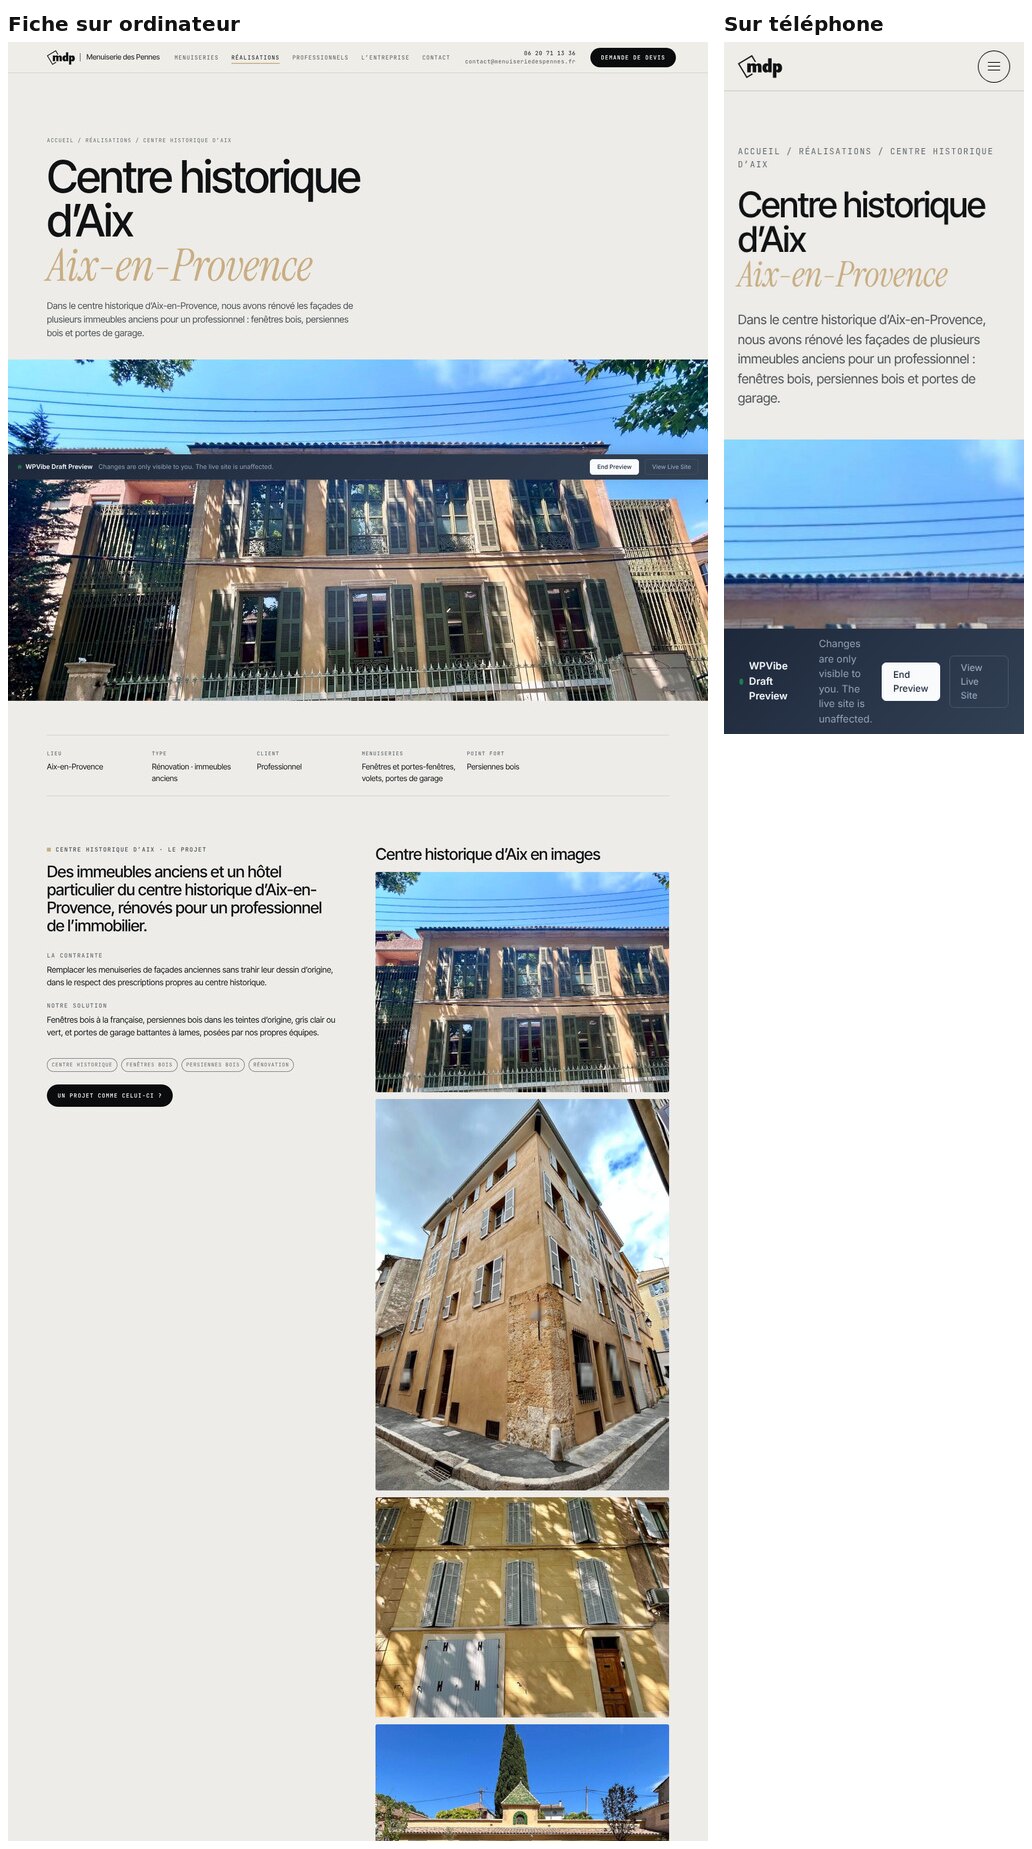 Fiche sur ordinateur
mdp | Menuiserie des Pennes
MENUISERIES
RÉALISATIONS
PROFESSIONNELS
L'ENTREPRISE
CONTACT
06 20 71 13 36
contact@menuiseriedespennes.fr
DEMANDE DE DEVIS
ACCUEIL / RÉALISATIONS / CENTRE HISTORIQUE D'AIX
Centre historique
d'Aix
Aix-en-Provence
Dans le centre historique d'Aix-en-Provence, nous avons rénové les façades de
plusieurs immeubles anciens pour un professionnel : fenêtres bois, persiennes
bois et portes de garage.
WPVibe Draft Preview Changes are only visible to you. The live site is unaffected.
End Preview
View Live Site
LIEU
Aix-en-Provence
TYPE
Rénovation · immeubles
anciens
CLIENT
Professionnel
MENUISERIES
Fenêtres et portes-fenêtres,
volets, portes de garage
POINT FORT
Persiennes bois
CENTRE HISTORIQUE D'AIX · LE PROJET
Des immeubles anciens et un hôtel
particulier du centre historique d'Aix-en-
Provence, rénovés pour un professionnel
de l'immobilier.
LA CONTRAINTE
Remplacer les menuiseries de façades anciennes sans trahir leur dessin d'origine,
dans le respect des prescriptions propres au centre historique.
NOTRE SOLUTION
Fenêtres bois à la française, persiennes bois dans les teintes d'origine, gris clair ou
vert, et portes de garage battantes à lames, posées par nos propres équipes.
CENTRE HISTORIQUE
FENÊTRES BOIS
PERSIENNES BOIS
RÉNOVATION
UN PROJET COMME CELUI-CI ?
Centre historique d'Aix en images
Sur téléphone
mdp
ACCUEIL / RÉALISATIONS / CENTRE HISTORIQUE
D'AIX
Centre historique
d'Aix
Aix-en-Provence
Dans le centre historique d'Aix-en-Provence,
nous avons rénové les façades de plusieurs
immeubles anciens pour un professionnel :
fenêtres bois, persiennes bois et portes de
garage.
WPVibe
Draft
Preview
Changes
are only
visible to
you. The
live site is
unaffected.
End
Preview
View
Live
Site